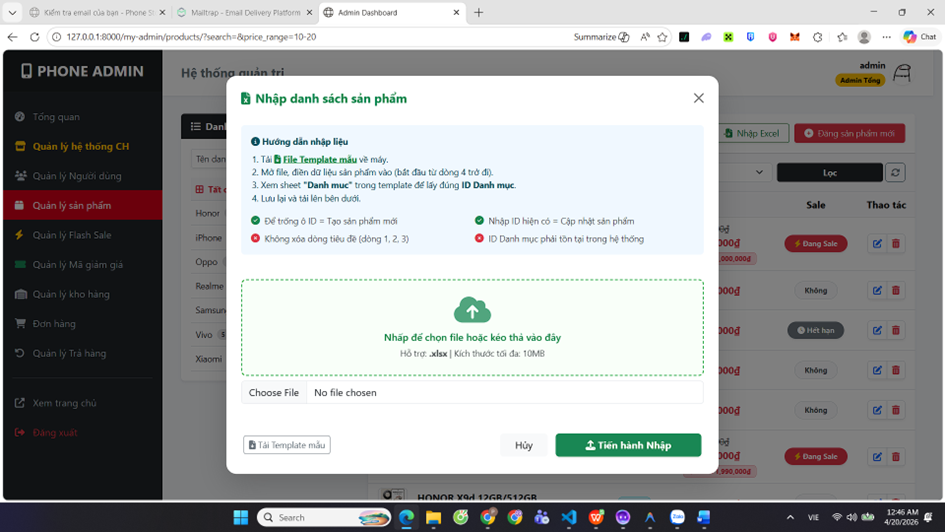 Kiểm tra email của bạn - Phone S
Mailtrap - Email Delivery Platform
Admin Dashboard
127.0.0.1:8000/my-admin/products/?search=&price_range=10-20
Summarize
Chat
PHONE ADMIN
Hệ thống quản trị
admin
Admin Tổng
Tổng quan
Quản lý hệ thống CH
Quản lý Người dùng
Quản lý sản phẩm
Quản lý Flash Sale
Quản lý Mã giảm giá
Quản lý kho hàng
Đơn hàng
Quản lý Trả hàng
Xem trang chủ
Đăng xuất
Tên dan
Honor
iPhone
Oppo
Realme
Samsun
Vivo
Xiaomi
Nhập danh sách sản phẩm
Hướng dẫn nhập liệu
1. Tải File Template mẫu về máy.
2. Mở file, điền dữ liệu sản phẩm vào (bắt đầu từ dòng 4 trở đi).
3. Xem sheet "Danh muc" trong template để lấy đúng ID Danh mục.
4. Lưu lại và tải lên bên dưới.
Để trống ô ID = Tạo sản phẩm mới
Nhập ID hiện có = Cập nhật sản phẩm
Không xóa dòng tiêu đề (dòng 1, 2, 3)
ID Danh mục phải tồn tại trong hệ thống
Nhấp để chọn file hoặc kéo thả vào đây
Hỗ trợ: .xlsx | Kích thước tối đa: 10MB
Choose File No file chosen
Tải Template mẫu
Hủy
Tiến hành Nhập
Nhập Excel
Đăng sản phẩm mới
Lọc
Sale
Thao tác
Đang Sale
Không
Hết hạn
Không
Không
Đang Sale
HONOR X9d 12GB/512GB
Search
VIE
12:46 AM
4/20/2026